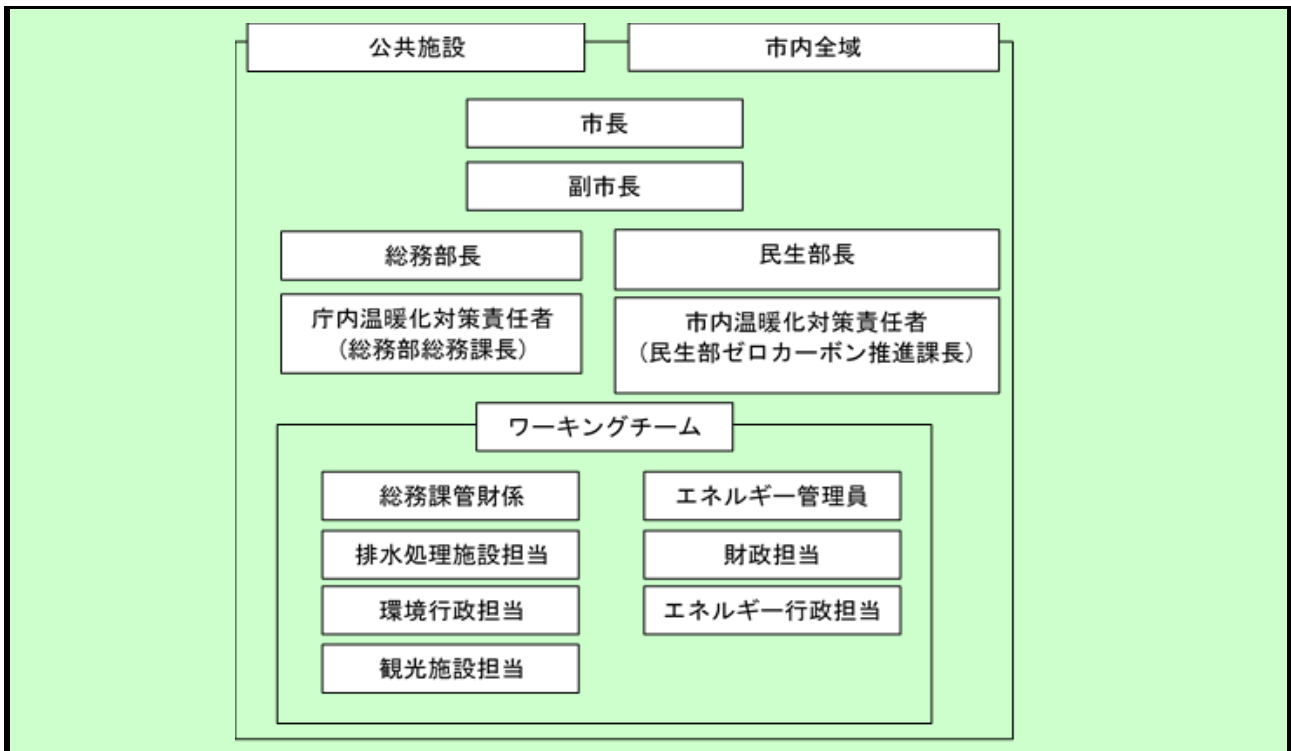 公共施設
市内全域
市長
副市長
総務部長
民生部長
庁内温暖化対策責任者
（総務部総務課長）
市内温暖化対策責任者
（民生部ゼロカーボン推進課長）
ワーキングチーム
総務課管財係
エネルギー管理員
排水処理施設担当
財政担当
環境行政担当
エネルギー行政担当
観光施設担当